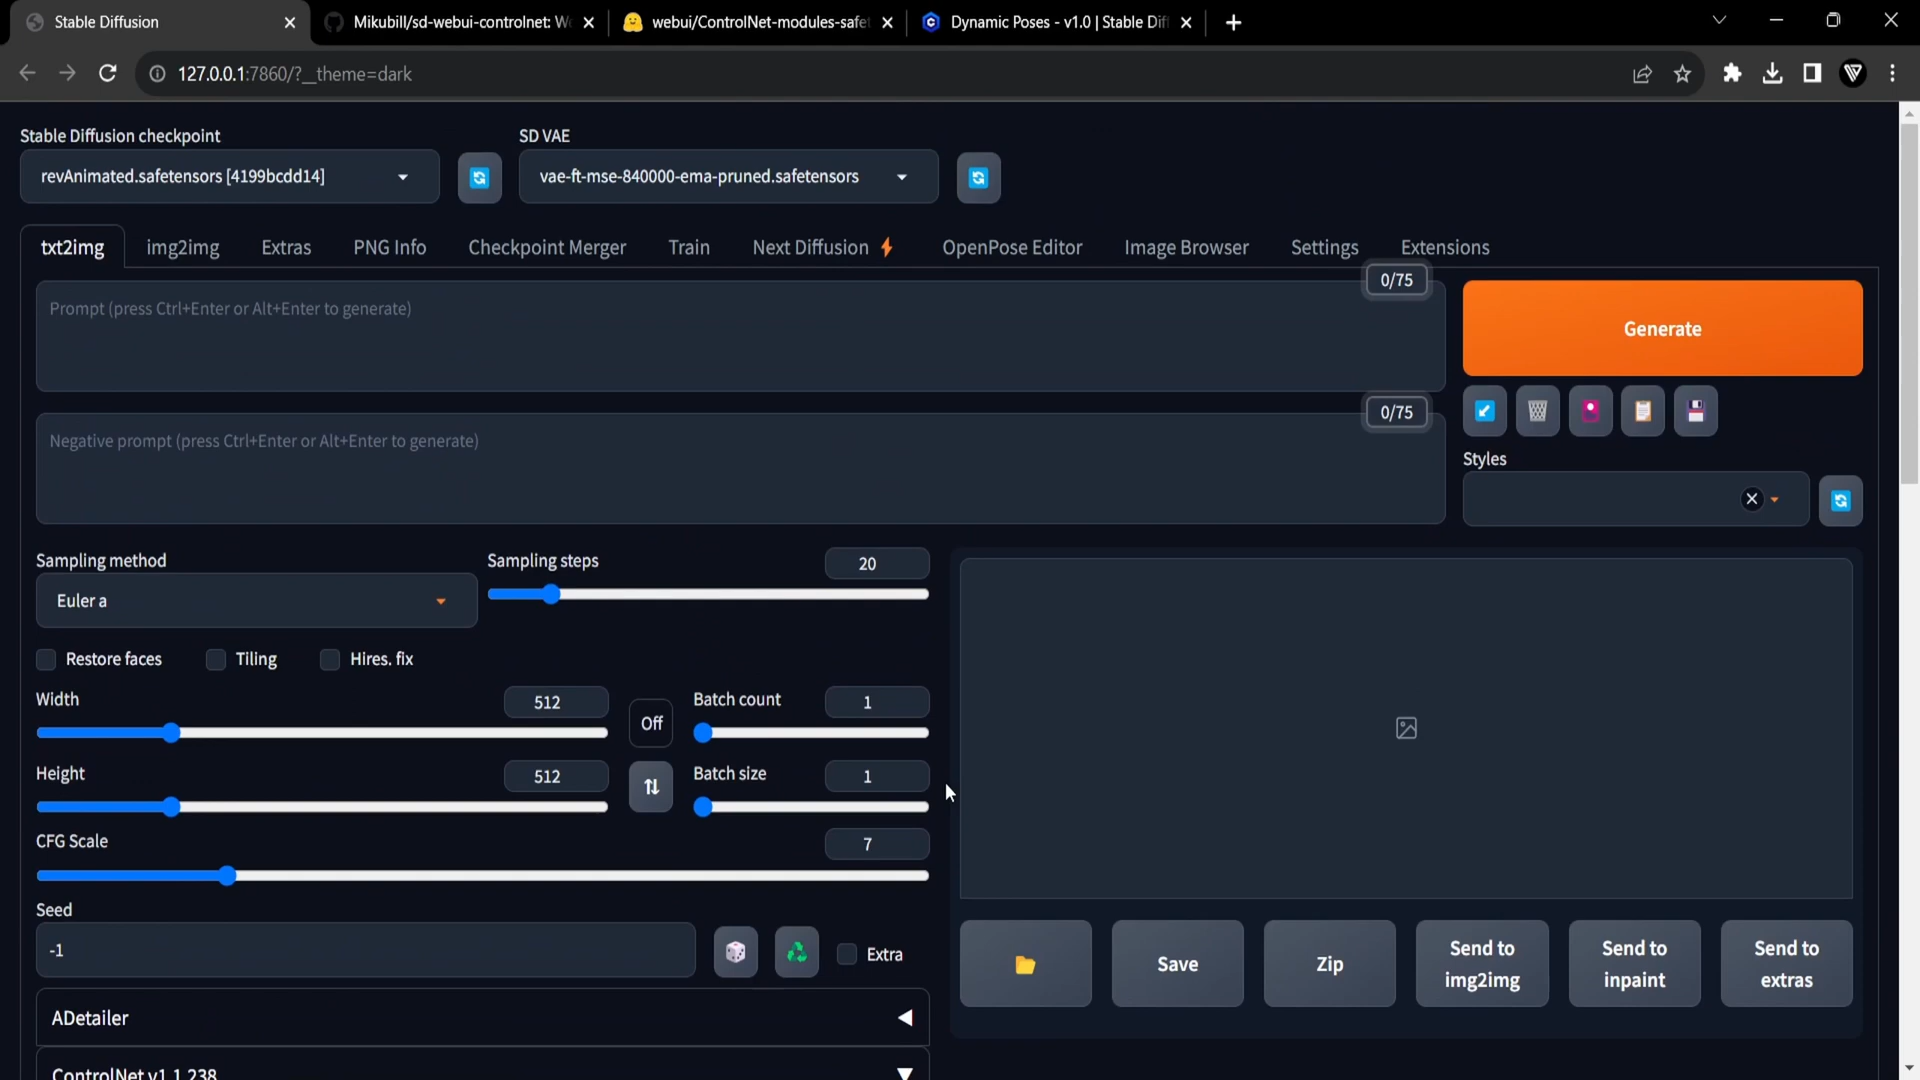 Stable Diffusion
Mikubill/sd-webui-controlnet: W
webui/ControlNet-modules-safe
Dynamic Poses - v1.0 | Stable Dif
127.0.0.1:7860/?__theme=dark
Stable Diffusion checkpoint
SD VAE
revAnimated.safetensors [4199bcdd14]
vae-ft-mse-840000-ema-pruned.safetensors
txt2img
img2img
Extras
PNG Info
Checkpoint Merger
Train
Next Diffusion ⚡
OpenPose Editor
Image Browser
Settings
Extensions
0/75
Prompt (press Ctrl+Enter or Alt+Enter to generate)
Generate
0/75
Negative prompt (press Ctrl+Enter or Alt+Enter to generate)
Styles
Sampling method
Sampling steps
20
Euler a
Restore faces
Tiling
Hires. fix
Width
512
Off
Batch count
1
Height
512
Batch size
1
CFG Scale
7
Seed
-1
Extra
Save
Zip
Send to
img2img
Send to
inpaint
Send to
extras
ADetailer
ControlNet v1.1.238